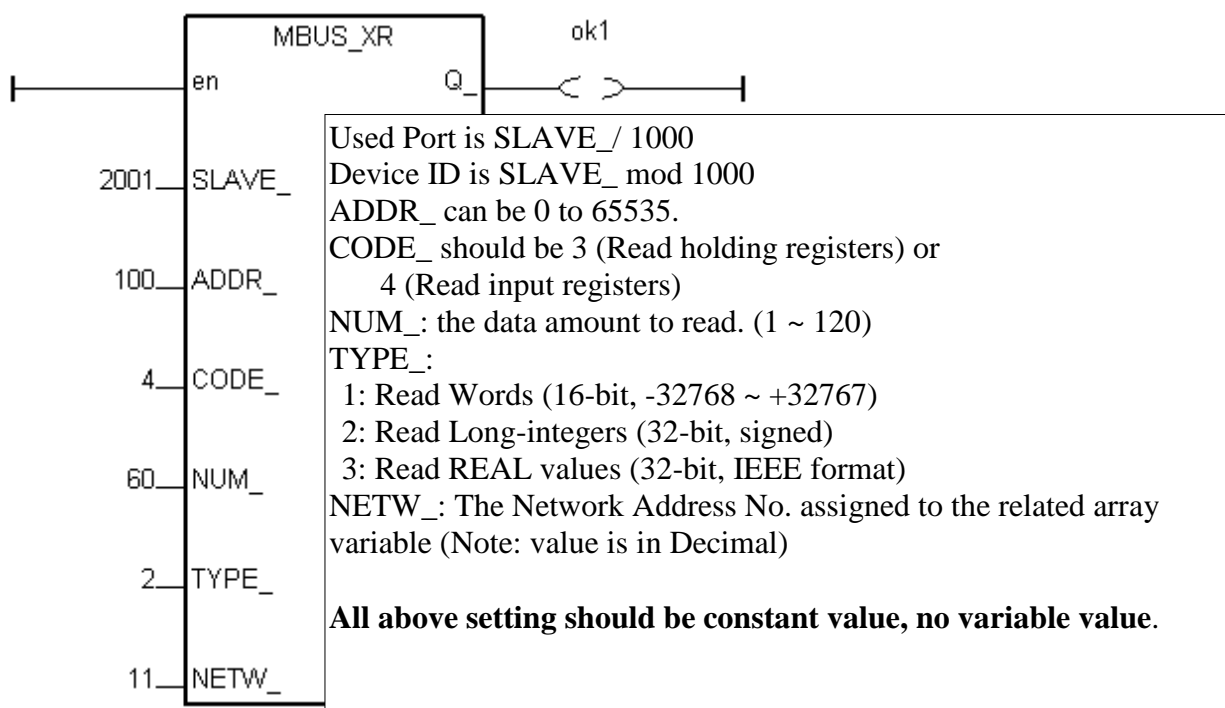 MBUS_XR
ok1
en
Q_
Used Port is SLAVE_/ 1000
2001
SLAVE_
Device ID is SLAVE_ mod 1000
ADDR_ can be 0 to 65535.
CODE_ should be 3 (Read holding registers) or
100
ADDR_
4 (Read input registers)
NUM_: the data amount to read. (1 ~ 120)
TYPE_:
4
CODE_
1: Read Words (16-bit, -32768 ~ +32767)
2: Read Long-integers (32-bit, signed)
3: Read REAL values (32-bit, IEEE format)
60
NUM_
NETW_: The Network Address No. assigned to the related array
variable (Note: value is in Decimal)
2
TYPE_
All above setting should be constant value, no variable value.
11
NETW_